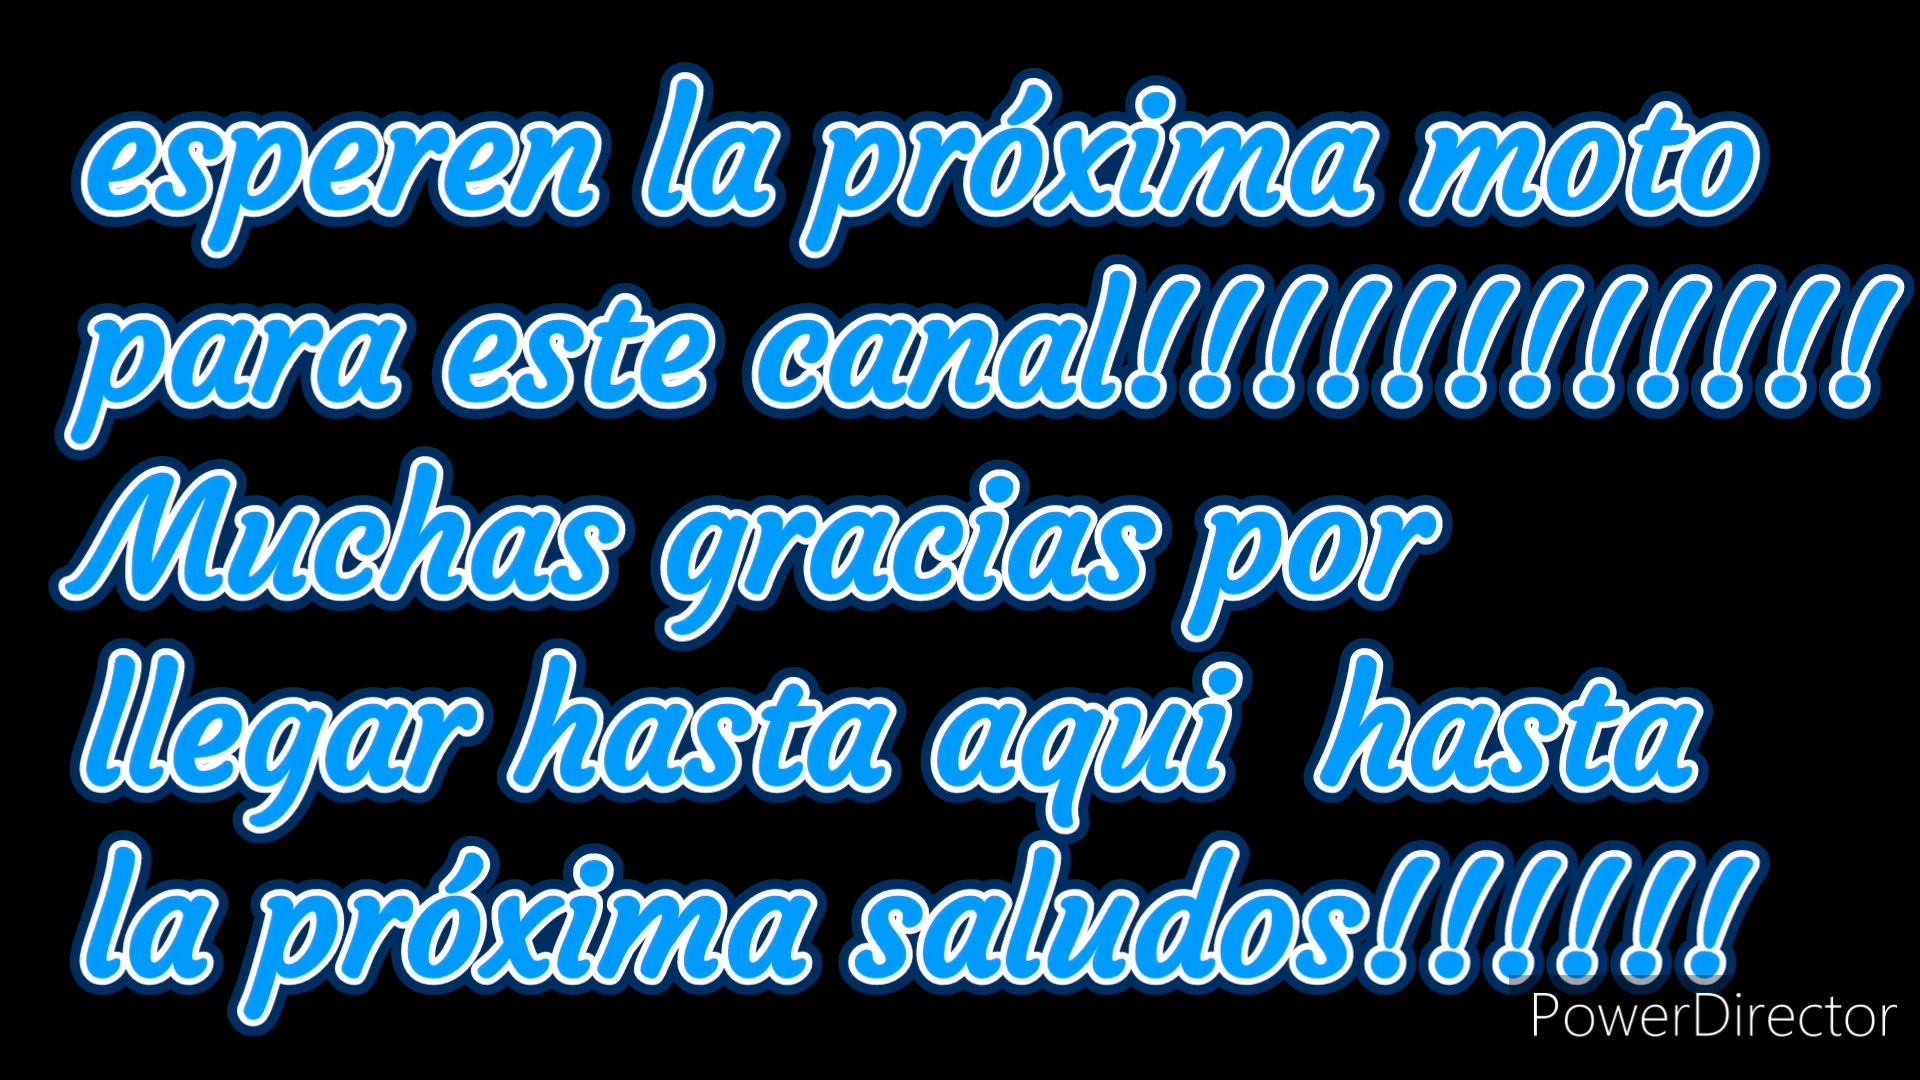 esperen la próxima moto
para este canal!!!!!!!!!!!!
Muchas gracias por
llegar hasta aqui  hasta
la próxima saludos!!!!!!
PowerDirector